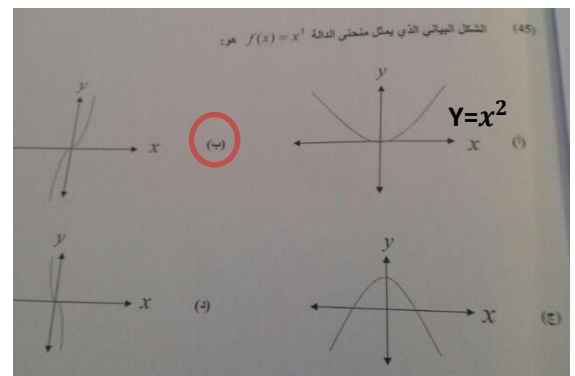 (45) الشكل البياني الذي يمثل منحنى الدالة f(x) = x³ هو:
(أ) y x Y=x²
(ب) y x
(ج) y x
(د) y x